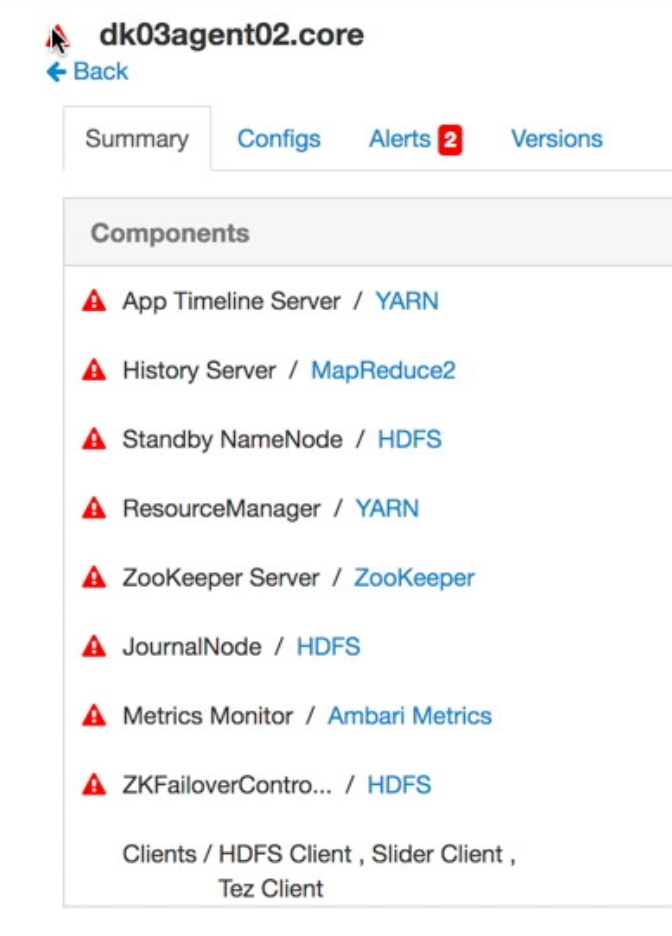 dk03agent02.core
Back
Summary Configs Alerts 2 Versions
Components
App Timeline Server / YARN
History Server / MapReduce2
Standby NameNode / HDFS
ResourceManager / YARN
ZooKeeper Server / ZooKeeper
JournalNode / HDFS
Metrics Monitor / Ambari Metrics
ZKFailoverContro... / HDFS
Clients / HDFS Client , Slider Client ,
Tez Client